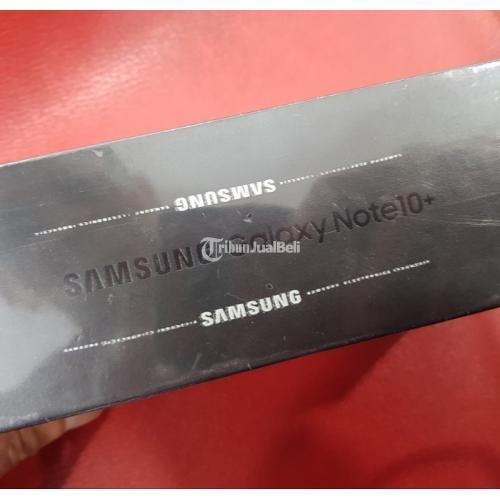 SAMSUNG
SAMSUNG Galaxy Note10+
TribunJualBeli
SAMSUNG